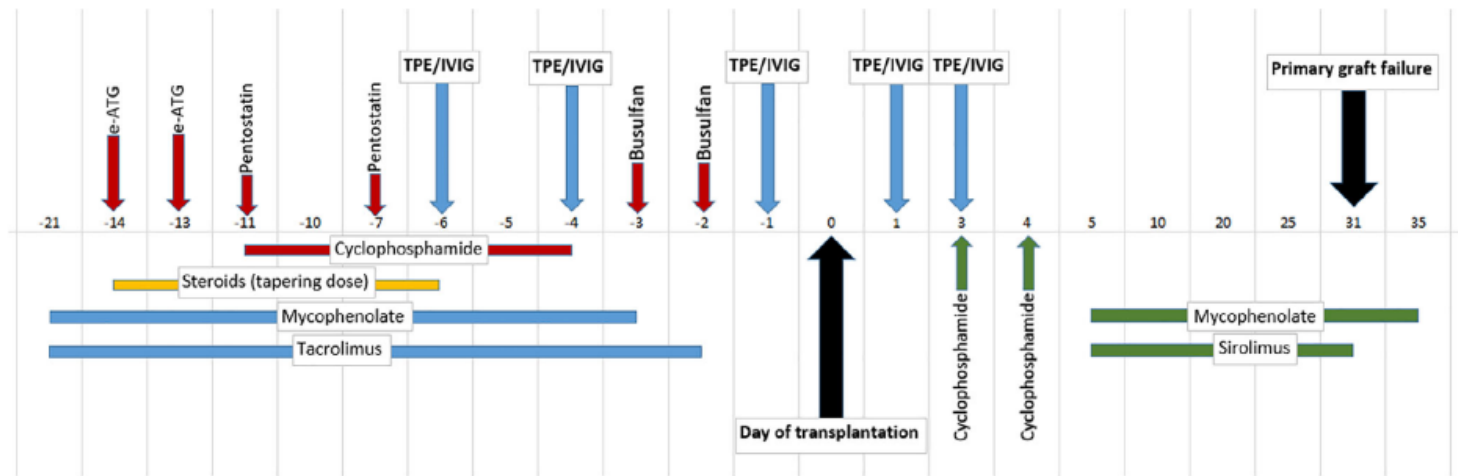 e-ATG
e-ATG
Pentostatin
Pentostatin
TPE/IVIG
TPE/IVIG
Busulfan
Busulfan
TPE/IVIG
TPE/IVIG
TPE/IVIG
Primary graft failure
-21 -14 -13 -11 -10 -7 -6 -5 -4 -3 -2 -1 0 1 3 4 5 10 20 25 31 35
Cyclophosphamide
Steroids (tapering dose)
Mycophenolate
Tacrolimus
Day of transplantation
Cyclophosphamide
Cyclophosphamide
Mycophenolate
Sirolimus